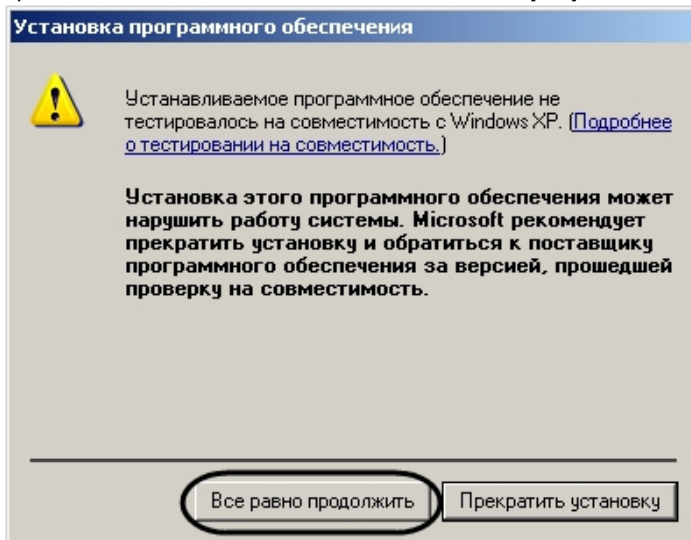 Установка программного обеспечения
Устанавливаемое программное обеспечение не
тестировалось на совместимость с Windows XP. (Подробнее
о тестировании на совместимость.)
Установка этого программного обеспечения может
нарушить работу системы. Microsoft рекомендует
прекратить установку и обратиться к поставщику
программного обеспечения за версией, прошедшей
проверку на совместимость.
Все равно продолжить
Прекратить установку